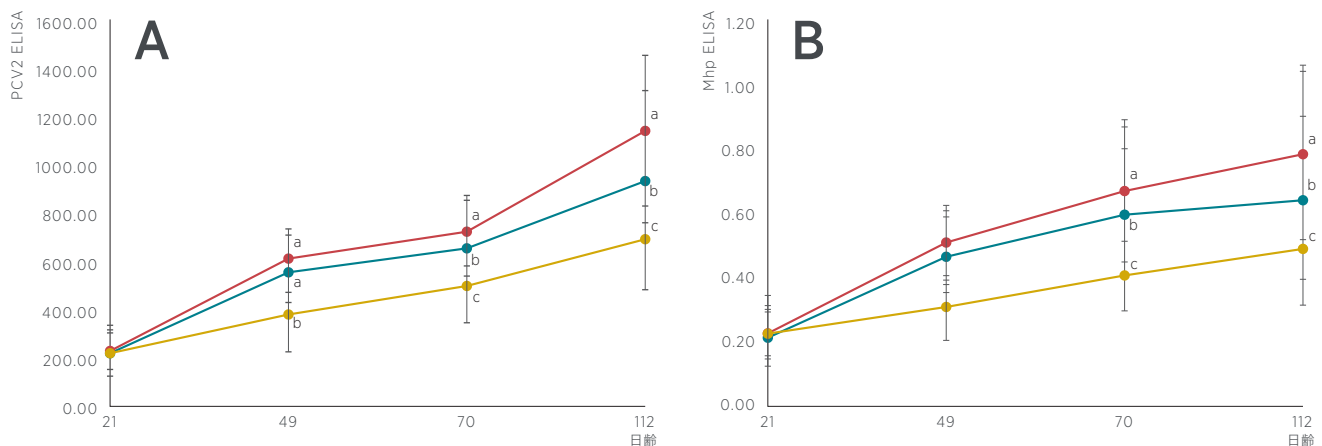 A
PCV2 ELISA
1600.00
1400.00
1200.00
1000.00
800.00
600.00
400.00
200.00
0.00
a
a
b
a
b
c
a
b
c
21
49
70
112
日齢
B
Mhp ELISA
1.20
1.00
0.80
0.60
0.40
0.20
0.00
a
b
c
a
b
c
21
49
70
112
日齢